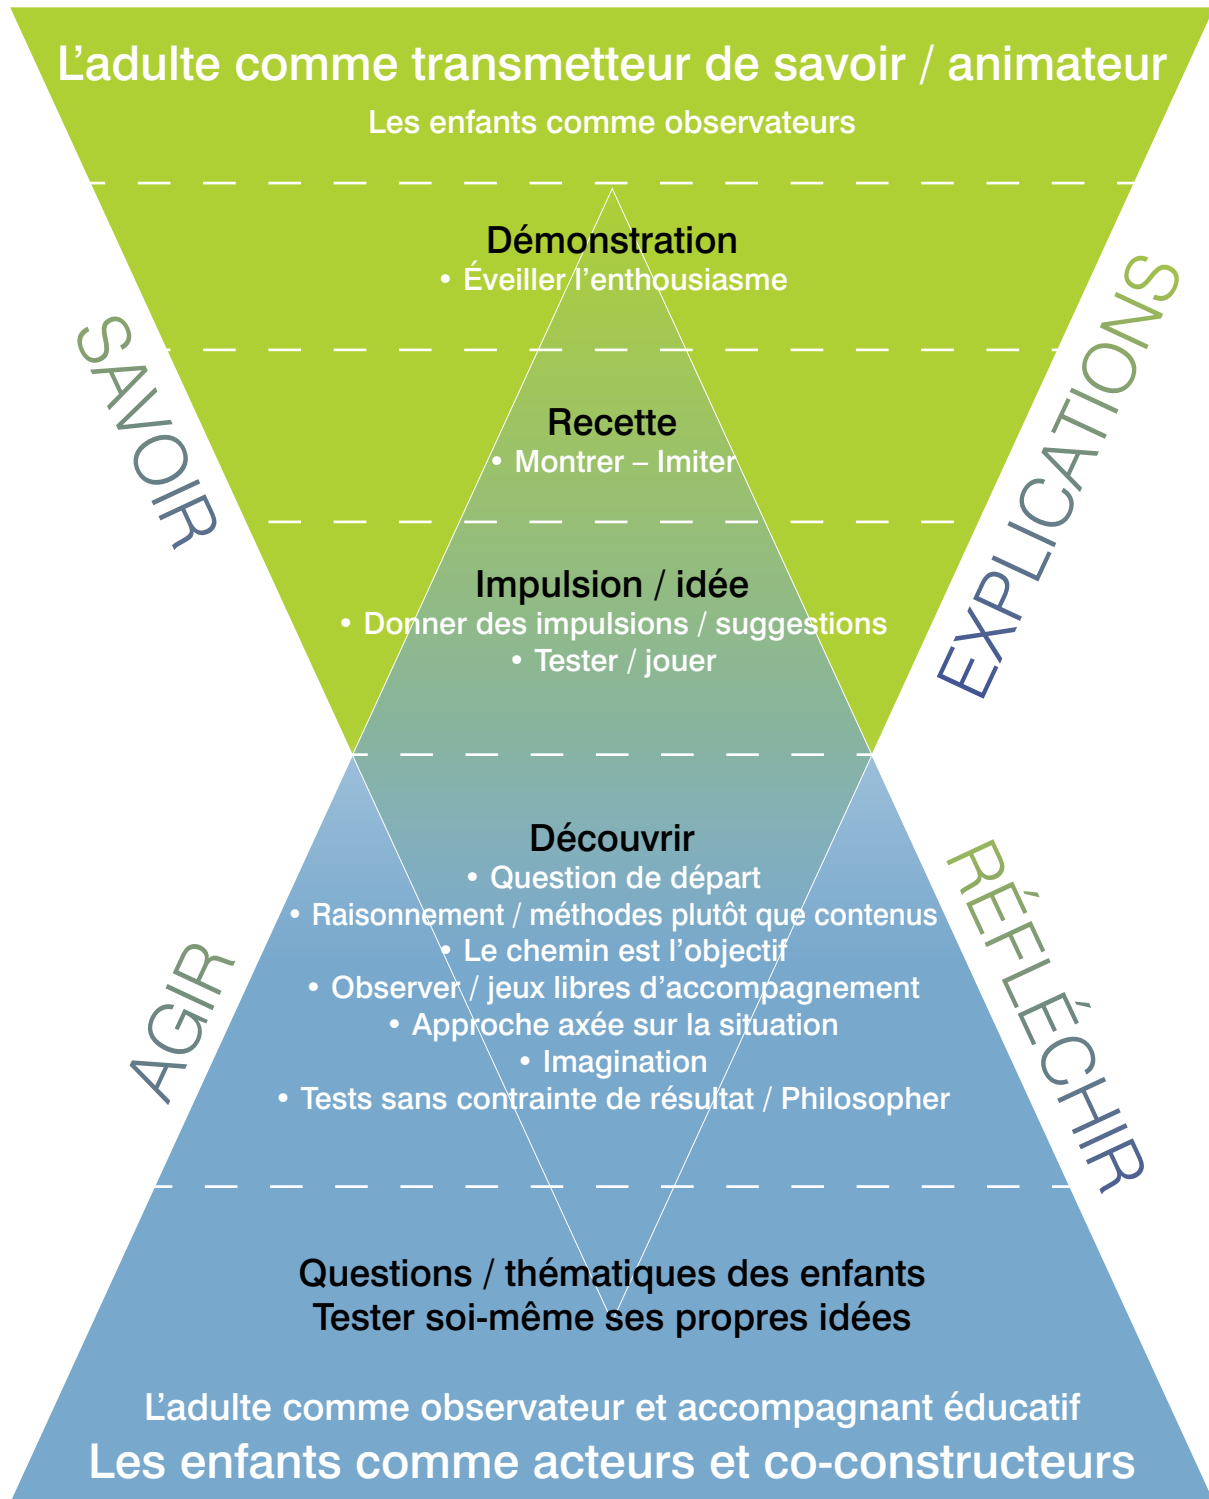 L'adulte comme transmetteur de savoir / animateur
Les enfants comme observateurs
Démonstration
• Éveiller l'enthousiasme
SAVOIR
EXPLICATIONS
Recette
• Montrer – Imiter
Impulsion / idée
• Donner des impulsions / suggestions
• Tester / jouer
Découvrir
• Question de départ
• Raisonnement / méthodes plutôt que contenus
• Le chemin est l'objectif
• Observer / jeux libres d'accompagnement
• Approche axée sur la situation
• Imagination
• Tests sans contrainte de résultat / Philosopher
AGIR
RÉFLÉCHIR
Questions / thématiques des enfants
Tester soi-même ses propres idées
L'adulte comme observateur et accompagnant éducatif
Les enfants comme acteurs et co-constructeurs